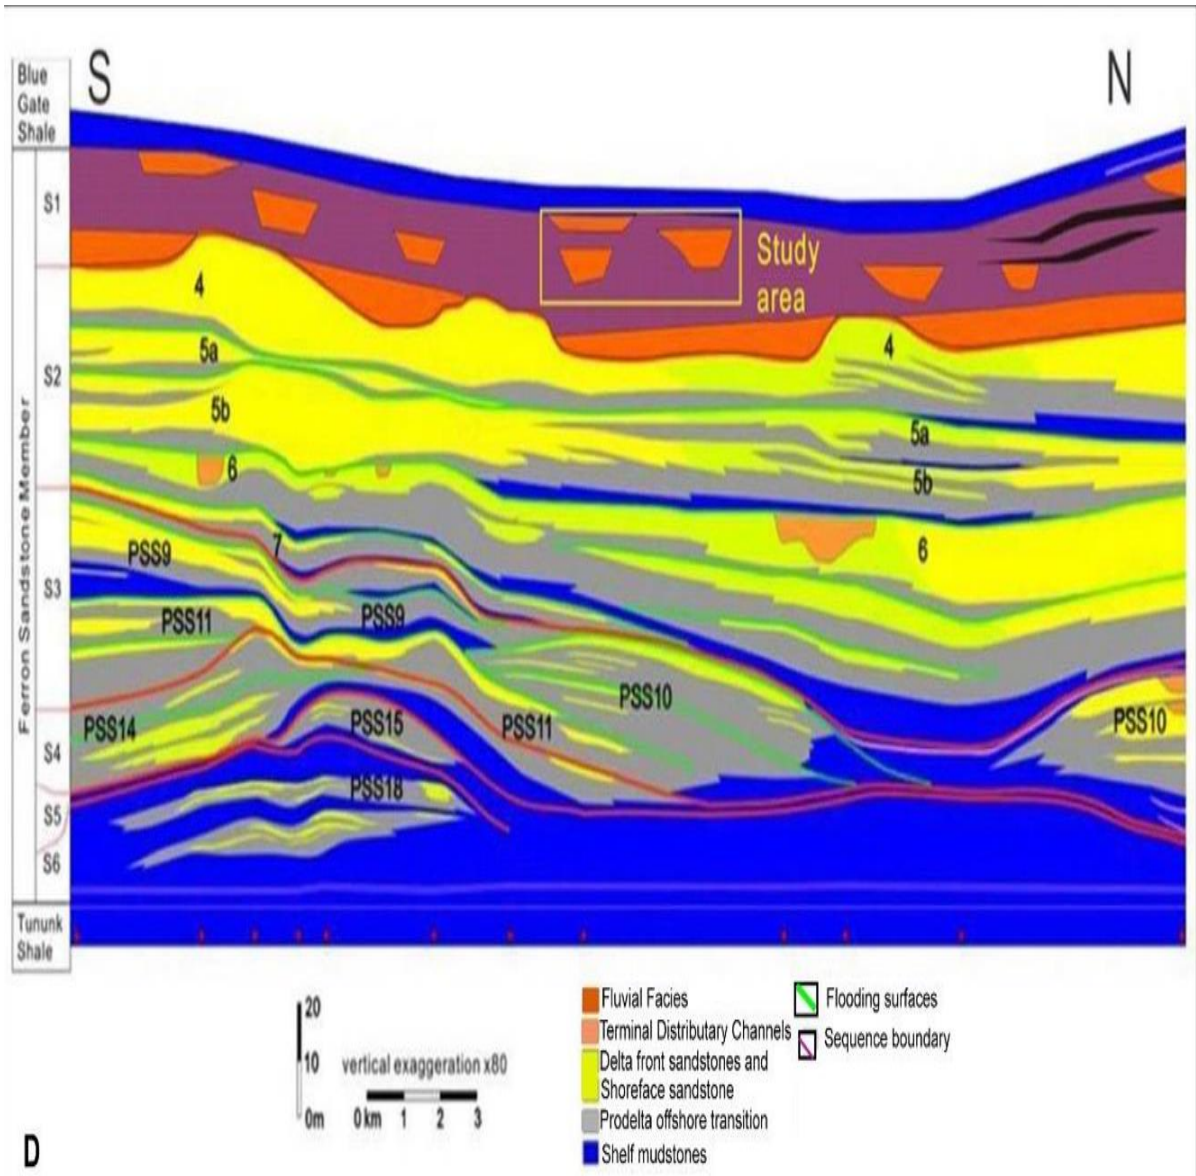 S
N
Blue
Gate
Shale
S1
S2
S3
S4
S5
S6
Ferron Sandstone Member
Tununk
Shale
Study
area
4
4
5a
5b
5a
5b
6
6
7
PSS9
PSS9
PSS11
PSS10
PSS14
PSS15
PSS11
PSS10
PSS18
20
10
0m
vertical exaggeration x80
0km 1 2 3
Fluvial Facies
Terminal Distributary Channels
Delta front sandstones and
Shoreface sandstone
Prodelta offshore transition
Shelf mudstones
Flooding surfaces
Sequence boundary
D